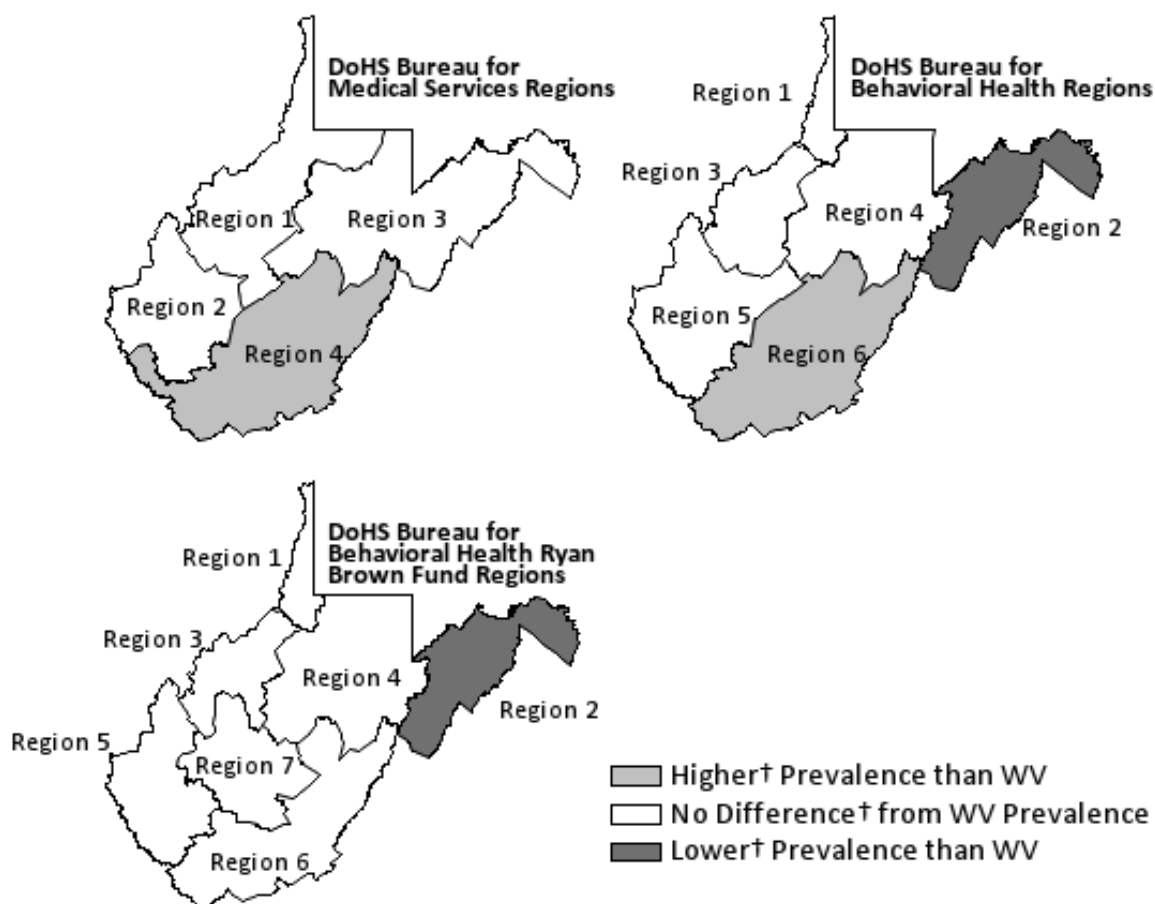 DoHS Bureau for
Medical Services Regions
Region 1
Region 3
Region 2
Region 4
DoHS Bureau for
Behavioral Health Regions
Region 1
Region 3
Region 4
Region 2
Region 5
Region 6
DoHS Bureau for
Behavioral Health Ryan
Brown Fund Regions
Region 1
Region 3
Region 4
Region 2
Region 5
Region 7
Region 6
Higher† Prevalence than WV
No Difference† from WV Prevalence
Lower† Prevalence than WV